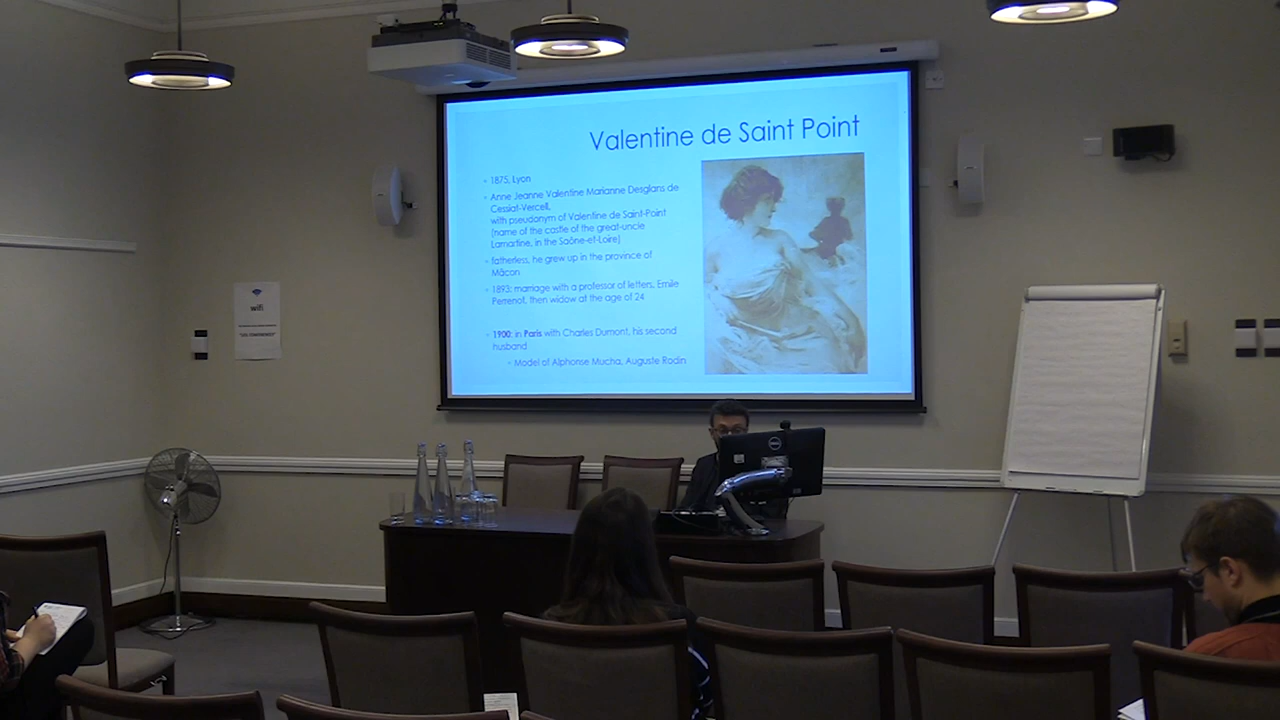 Valentine de Saint Point
1875, Lyon
Anne Jeanne Valentine Marianne Desglans de
Cessiat-Vercell,
with pseudonym of Valentine de Saint-Point
(name of the castle of the great-uncle
Lamartine, in the Saône-et-Loire)
fatherless, he grew up in the province of
Mâcon
1893: marriage with a professor of letters, Emile
Perrenot, then widow at the age of 24
1900: in Paris with Charles Dumont, his second
husband
Model of Alphonse Mucha, Auguste Rodin
wifi
DELL